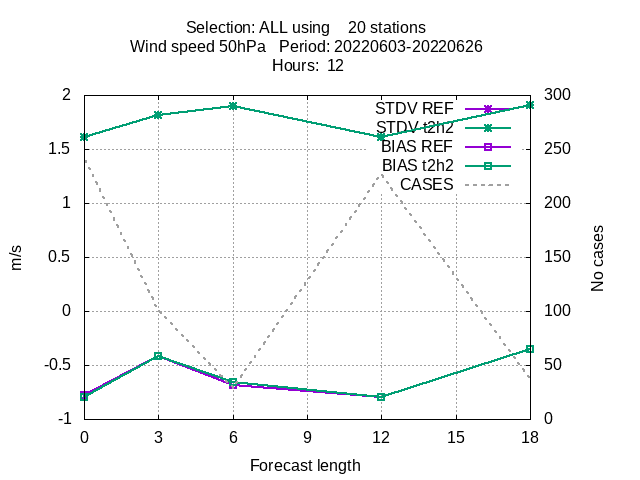 Selection: ALL using 20 stations
Wind speed 50hPa Period: 20220603-20220626
Hours: 12
2
1.5
1
0.5
0
-0.5
-1
m/s
300
250
200
150
100
50
0
No cases
STDV REF
STDV t2h2
BIAS REF
BIAS t2h2
CASES
0 3 6 9 12 15 18
Forecast length